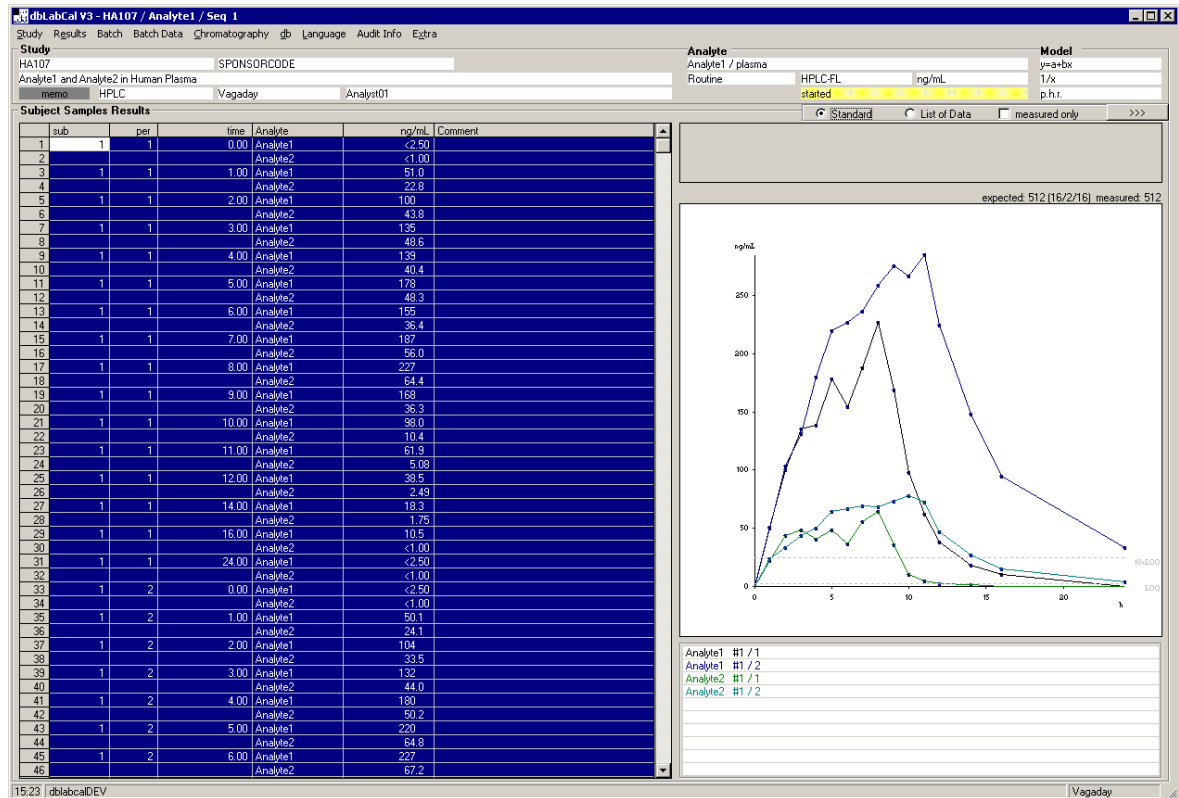 dbLabCal V3 - HA107 / Analyte1 / Seq 1
Study Results Batch Batch Data Chromatography db Language Audit Info Extra
Study
HA107 SPONSORCODE
Analyte1 and Analyte2 in Human Plasma
memo HPLC Vagaday Analyst01
Analyte
Analyte1 / plasma
Routine HPLC-FL ng/mL
started
Model
y=a+bx
1/x
p.h.r.
Subject Samples Results
Standard List of Data measured only >>>
sub per time Analyte ng/mL Comment
1 1 1 0.00 Analyte1 <2.50
2 Analyte2 <1.00
3 1 1 1.00 Analyte1 51.0
4 Analyte2 22.8
5 1 1 2.00 Analyte1 100
6 Analyte2 43.8
7 1 1 3.00 Analyte1 135
8 Analyte2 48.6
9 1 1 4.00 Analyte1 139
10 Analyte2 40.4
11 1 1 5.00 Analyte1 178
12 Analyte2 48.3
13 1 1 6.00 Analyte1 155
14 Analyte2 36.4
15 1 1 7.00 Analyte1 187
16 Analyte2 56.0
17 1 1 8.00 Analyte1 227
18 Analyte2 64.4
19 1 1 9.00 Analyte1 168
20 Analyte2 36.3
21 1 1 10.00 Analyte1 98.0
22 Analyte2 10.4
23 1 1 11.00 Analyte1 61.9
24 Analyte2 5.08
25 1 1 12.00 Analyte1 38.5
26 Analyte2 2.49
27 1 1 14.00 Analyte1 18.3
28 Analyte2 1.75
29 1 1 16.00 Analyte1 10.5
30 Analyte2 <1.00
31 1 1 24.00 Analyte1 <2.50
32 Analyte2 <1.00
33 1 2 0.00 Analyte1 <2.50
34 Analyte2 <1.00
35 1 2 1.00 Analyte1 50.1
36 Analyte2 24.1
37 1 2 2.00 Analyte1 104
38 Analyte2 33.5
39 1 2 3.00 Analyte1 132
40 Analyte2 44.0
41 1 2 4.00 Analyte1 180
42 Analyte2 50.2
43 1 2 5.00 Analyte1 220
44 Analyte2 64.8
45 1 2 6.00 Analyte1 227
46 Analyte2 67.2
expected: 512 (16/2/16) measured: 512
ng/mL
250
200
150
100
50
0
10xLOQ
LOQ
0 5 10 15 20 h
Analyte1 #1 / 1
Analyte1 #1 / 2
Analyte2 #1 / 1
Analyte2 #1 / 2
15:23 dblabcalDEV Vagaday